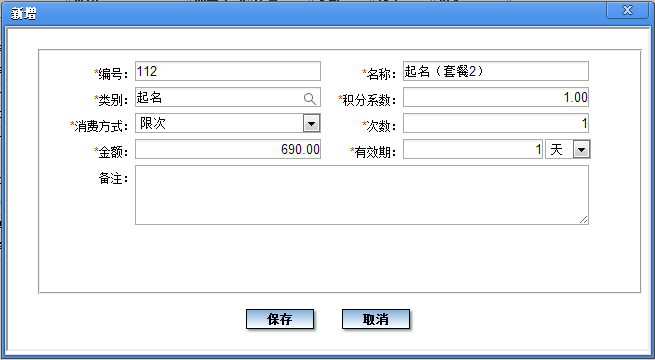 新增
*编号： 112 *名称： 起名（套餐2）
*类别： 起名 *积分系数： 1.00
*消费方式： 限次 *次数： 1
*金额： 690.00 *有效期： 1 天
备注：
保存 取消